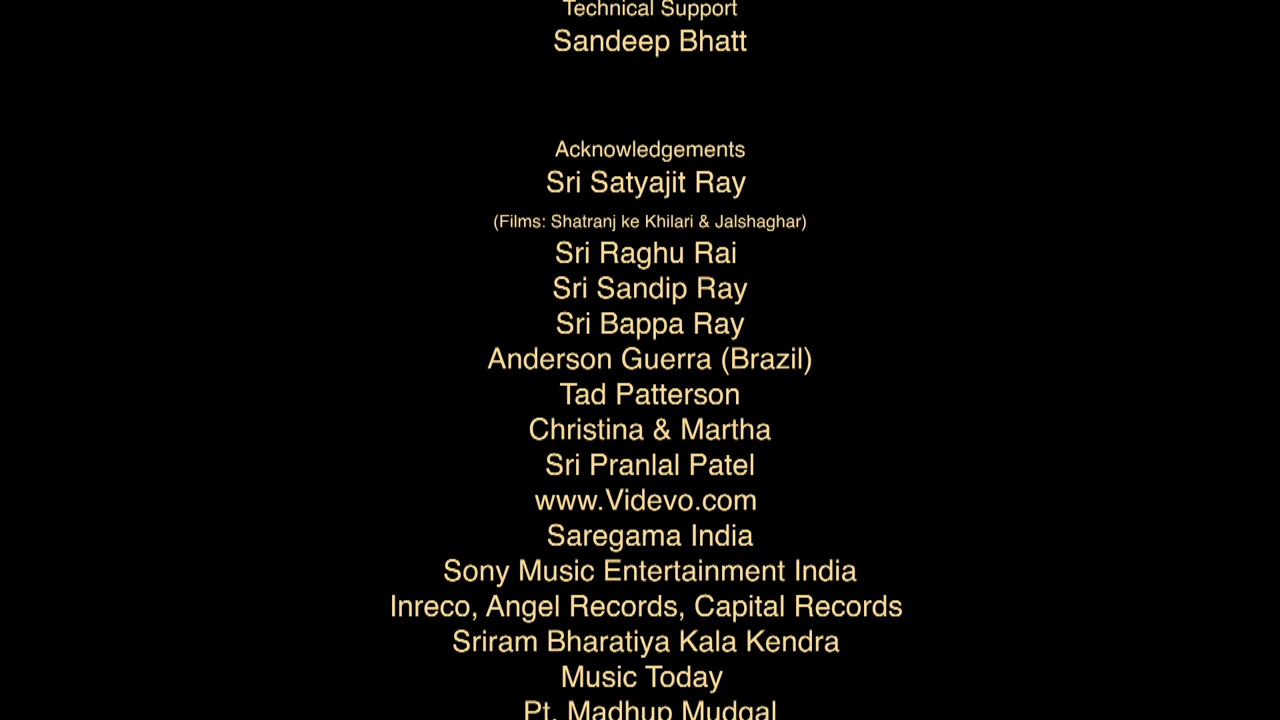 Technical Support
Sandeep Bhatt
Acknowledgements
Sri Satyajit Ray
(Films: Shatranj ke Khilari & Jalshaghar)
Sri Raghu Rai
Sri Sandip Ray
Sri Bappa Ray
Anderson Guerra (Brazil)
Tad Patterson
Christina & Martha
Sri Pranlal Patel
www.Videvo.com
Saregama India
Sony Music Entertainment India
Inreco, Angel Records, Capital Records
Sriram Bharatiya Kala Kendra
Music Today
Pt. Madhup Mudgal